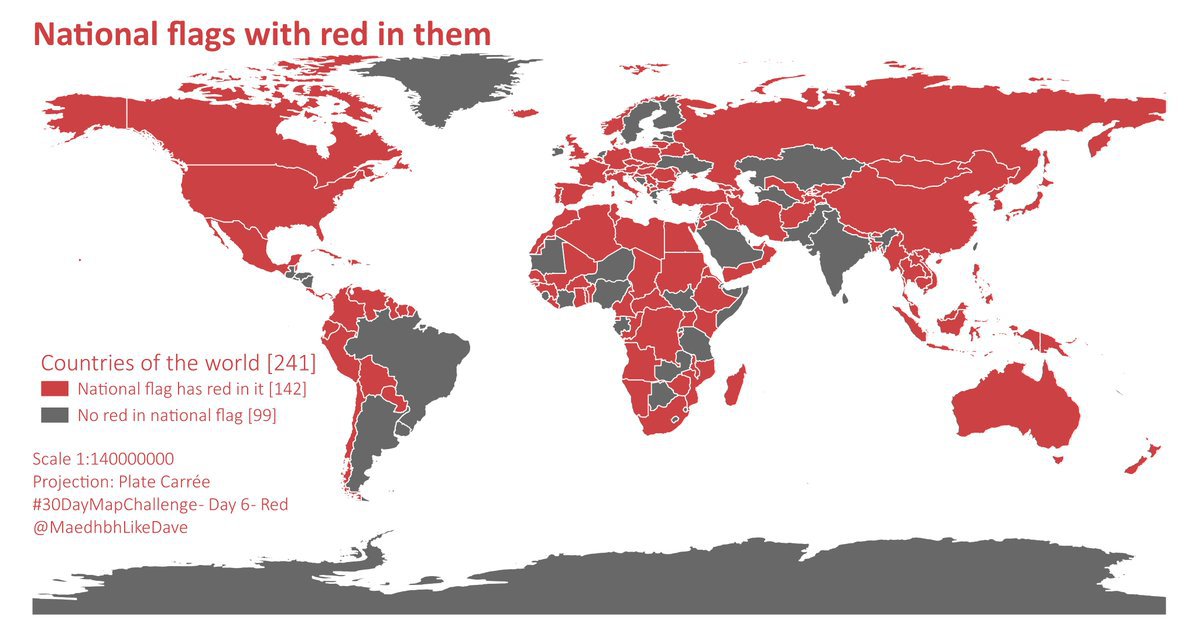 National flags with red in them
Countries of the world [241]
National flag has red in it [142]
No red in national flag [99]
Scale 1:140000000
Projection: Plate Carrée
#30DayMapChallenge- Day 6- Red
@MaedhbhLikeDave